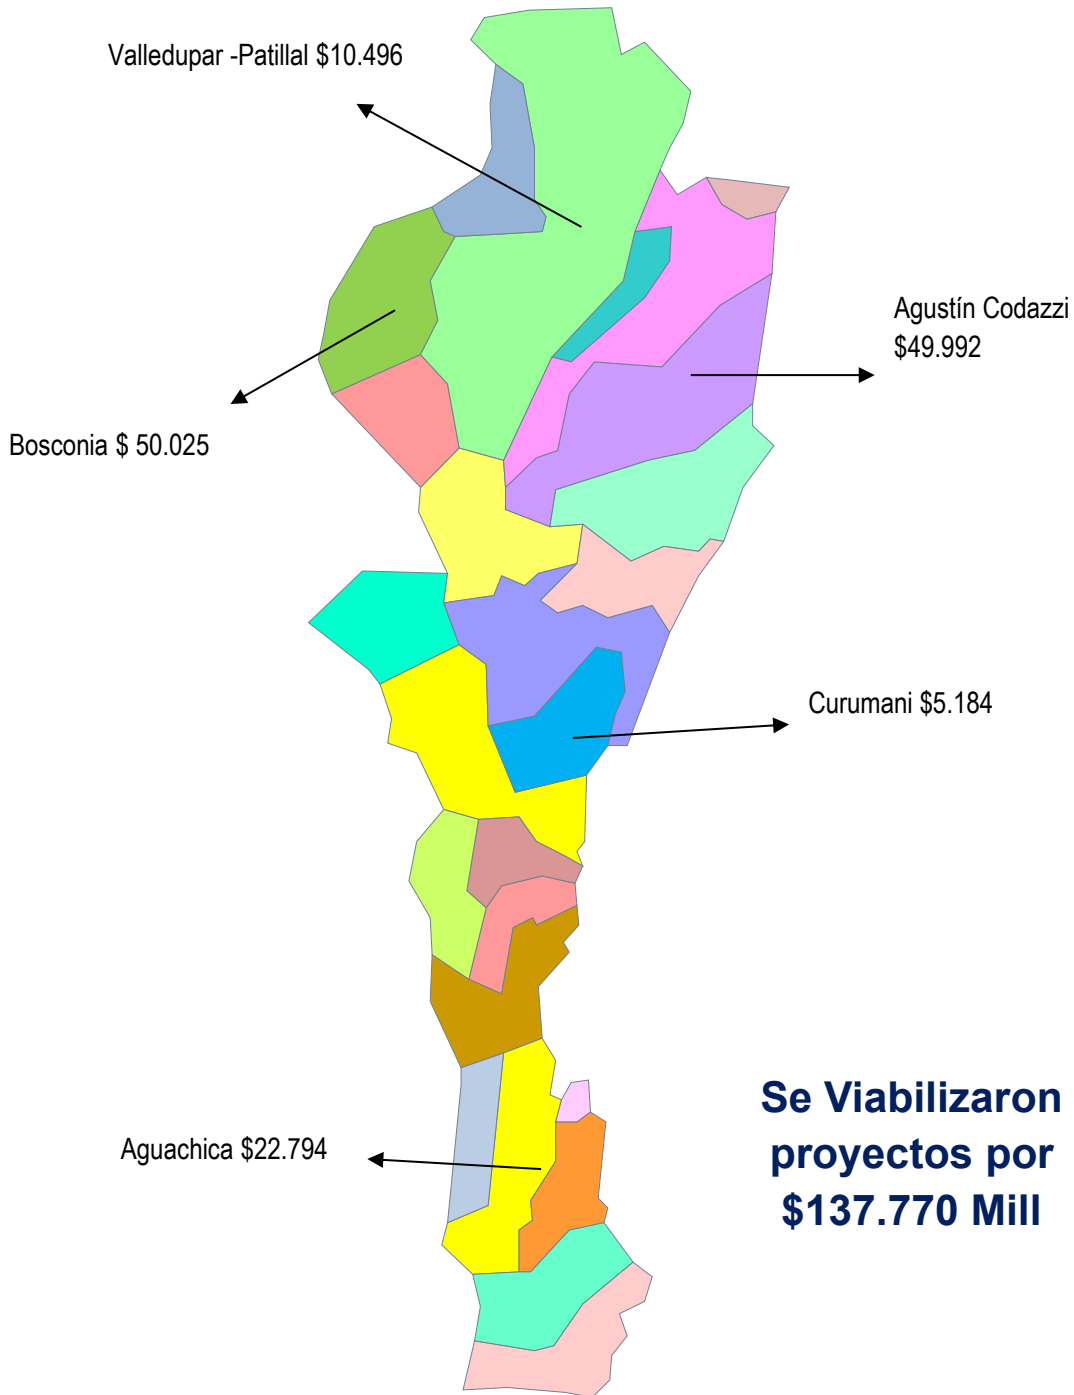 Valledupar -Patillal $10.496
Agustín Codazzi
$49.992
Bosconia $ 50.025
Curumani $5.184
Aguachica $22.794
Se Viabilizaron
proyectos por
$137.770 Mill